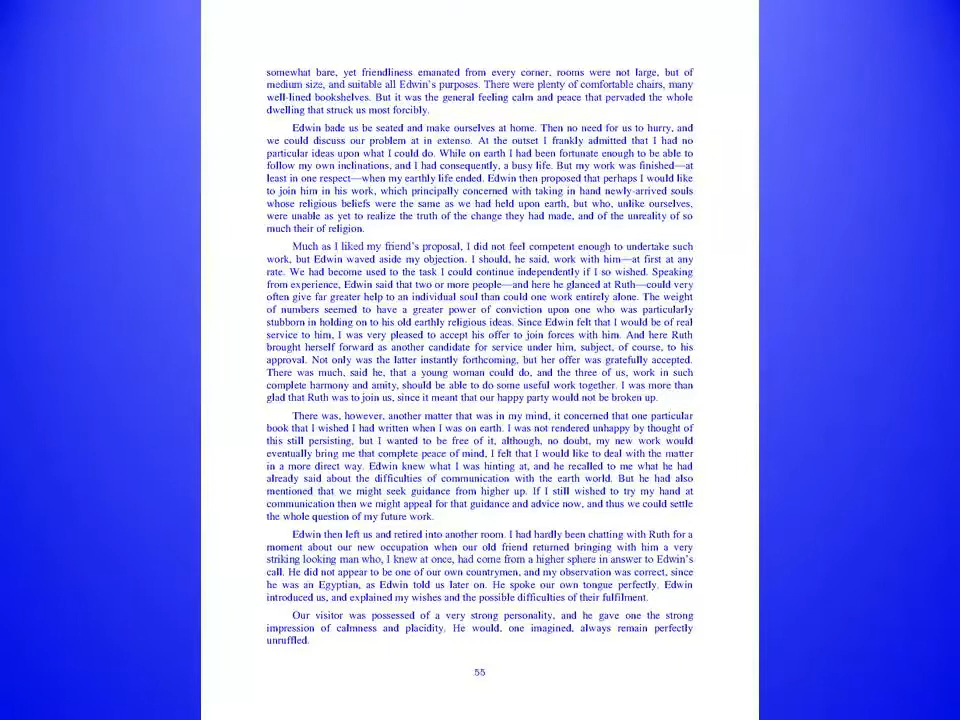 somewhat bare, yet friendliness emanated from every corner, rooms were not large, but of
medium size, and suitable all Edwin's purposes. There were plenty of comfortable chairs, many
well-lined bookshelves. But it was the general feeling calm and peace that pervaded the whole
dwelling that struck us most forcibly.
Edwin bade us be seated and make ourselves at home. Then no need for us to hurry, and
we could discuss our problem at in extenso. At the outset I frankly admitted that I had no
particular ideas upon what I could do. While on earth I had been fortunate enough to be able to
follow my own inclinations, and I had consequently, a busy life. But my work was finished—at
least in one respect—when my earthly life ended. Edwin then proposed that perhaps I would like
to join him in his work, which principally concerned with taking in hand newly-arrived souls
whose religious beliefs were the same as we had held upon earth, but who, unlike ourselves,
were unable as yet to realize the truth of the change they had made, and of the unreality of so
much their of religion.
Much as I liked my friend's proposal, I did not feel competent enough to undertake such
work, but Edwin waved aside my objection. I should, he said, work with him—at first at any
rate. We had become used to the task I could continue independently if I so wished. Speaking
from experience, Edwin said that two or more people—and here he glanced at Ruth—could very
often give far greater help to an individual soul than could one work entirely alone. The weight
of numbers seemed to have a greater power of conviction upon one who was particularly
stubborn in holding on to his old earthly religious ideas. Since Edwin felt that I would be of real
service to him, I was very pleased to accept his offer to join forces with him. And here Ruth
brought herself forward as another candidate for service under him, subject, of course, to his
approval. Not only was the latter instantly forthcoming, but her offer was gratefully accepted.
There was much, said he, that a young woman could do, and the three of us, work in such
complete harmony and amity, should be able to do some useful work together. I was more than
glad that Ruth was to join us, since it meant that our happy party would not be broken up.
There was, however, another matter that was in my mind, it concerned that one particular
book that I wished I had written when I was on earth. I was not rendered unhappy by thought of
this still persisting, but I wanted to be free of it, although, no doubt, my new work would
eventually bring me that complete peace of mind, I felt that I would like to deal with the matter
in a more direct way. Edwin knew what I was hinting at, and he recalled to me what he had
already said about the difficulties of communication with the earth world. But he had also
mentioned that we might seek guidance from higher up. If I still wished to try my hand at
communication then we might appeal for that guidance and advice now, and thus we could settle
the whole question of my future work.
Edwin then left us and retired into another room. I had hardly been chatting with Ruth for a
moment about our new occupation when our old friend returned bringing with him a very
striking looking man who, I knew at once, had come from a higher sphere in answer to Edwin's
call. He did not appear to be one of our own countrymen, and my observation was correct, since
he was an Egyptian, as Edwin told us later on. He spoke our own tongue perfectly. Edwin
introduced us, and explained my wishes and the possible difficulties of their fulfilment.
Our visitor was possessed of a very strong personality, and he gave one the strong
impression of calmness and placidity. He would, one imagined, always remain perfectly
unruffled.
55